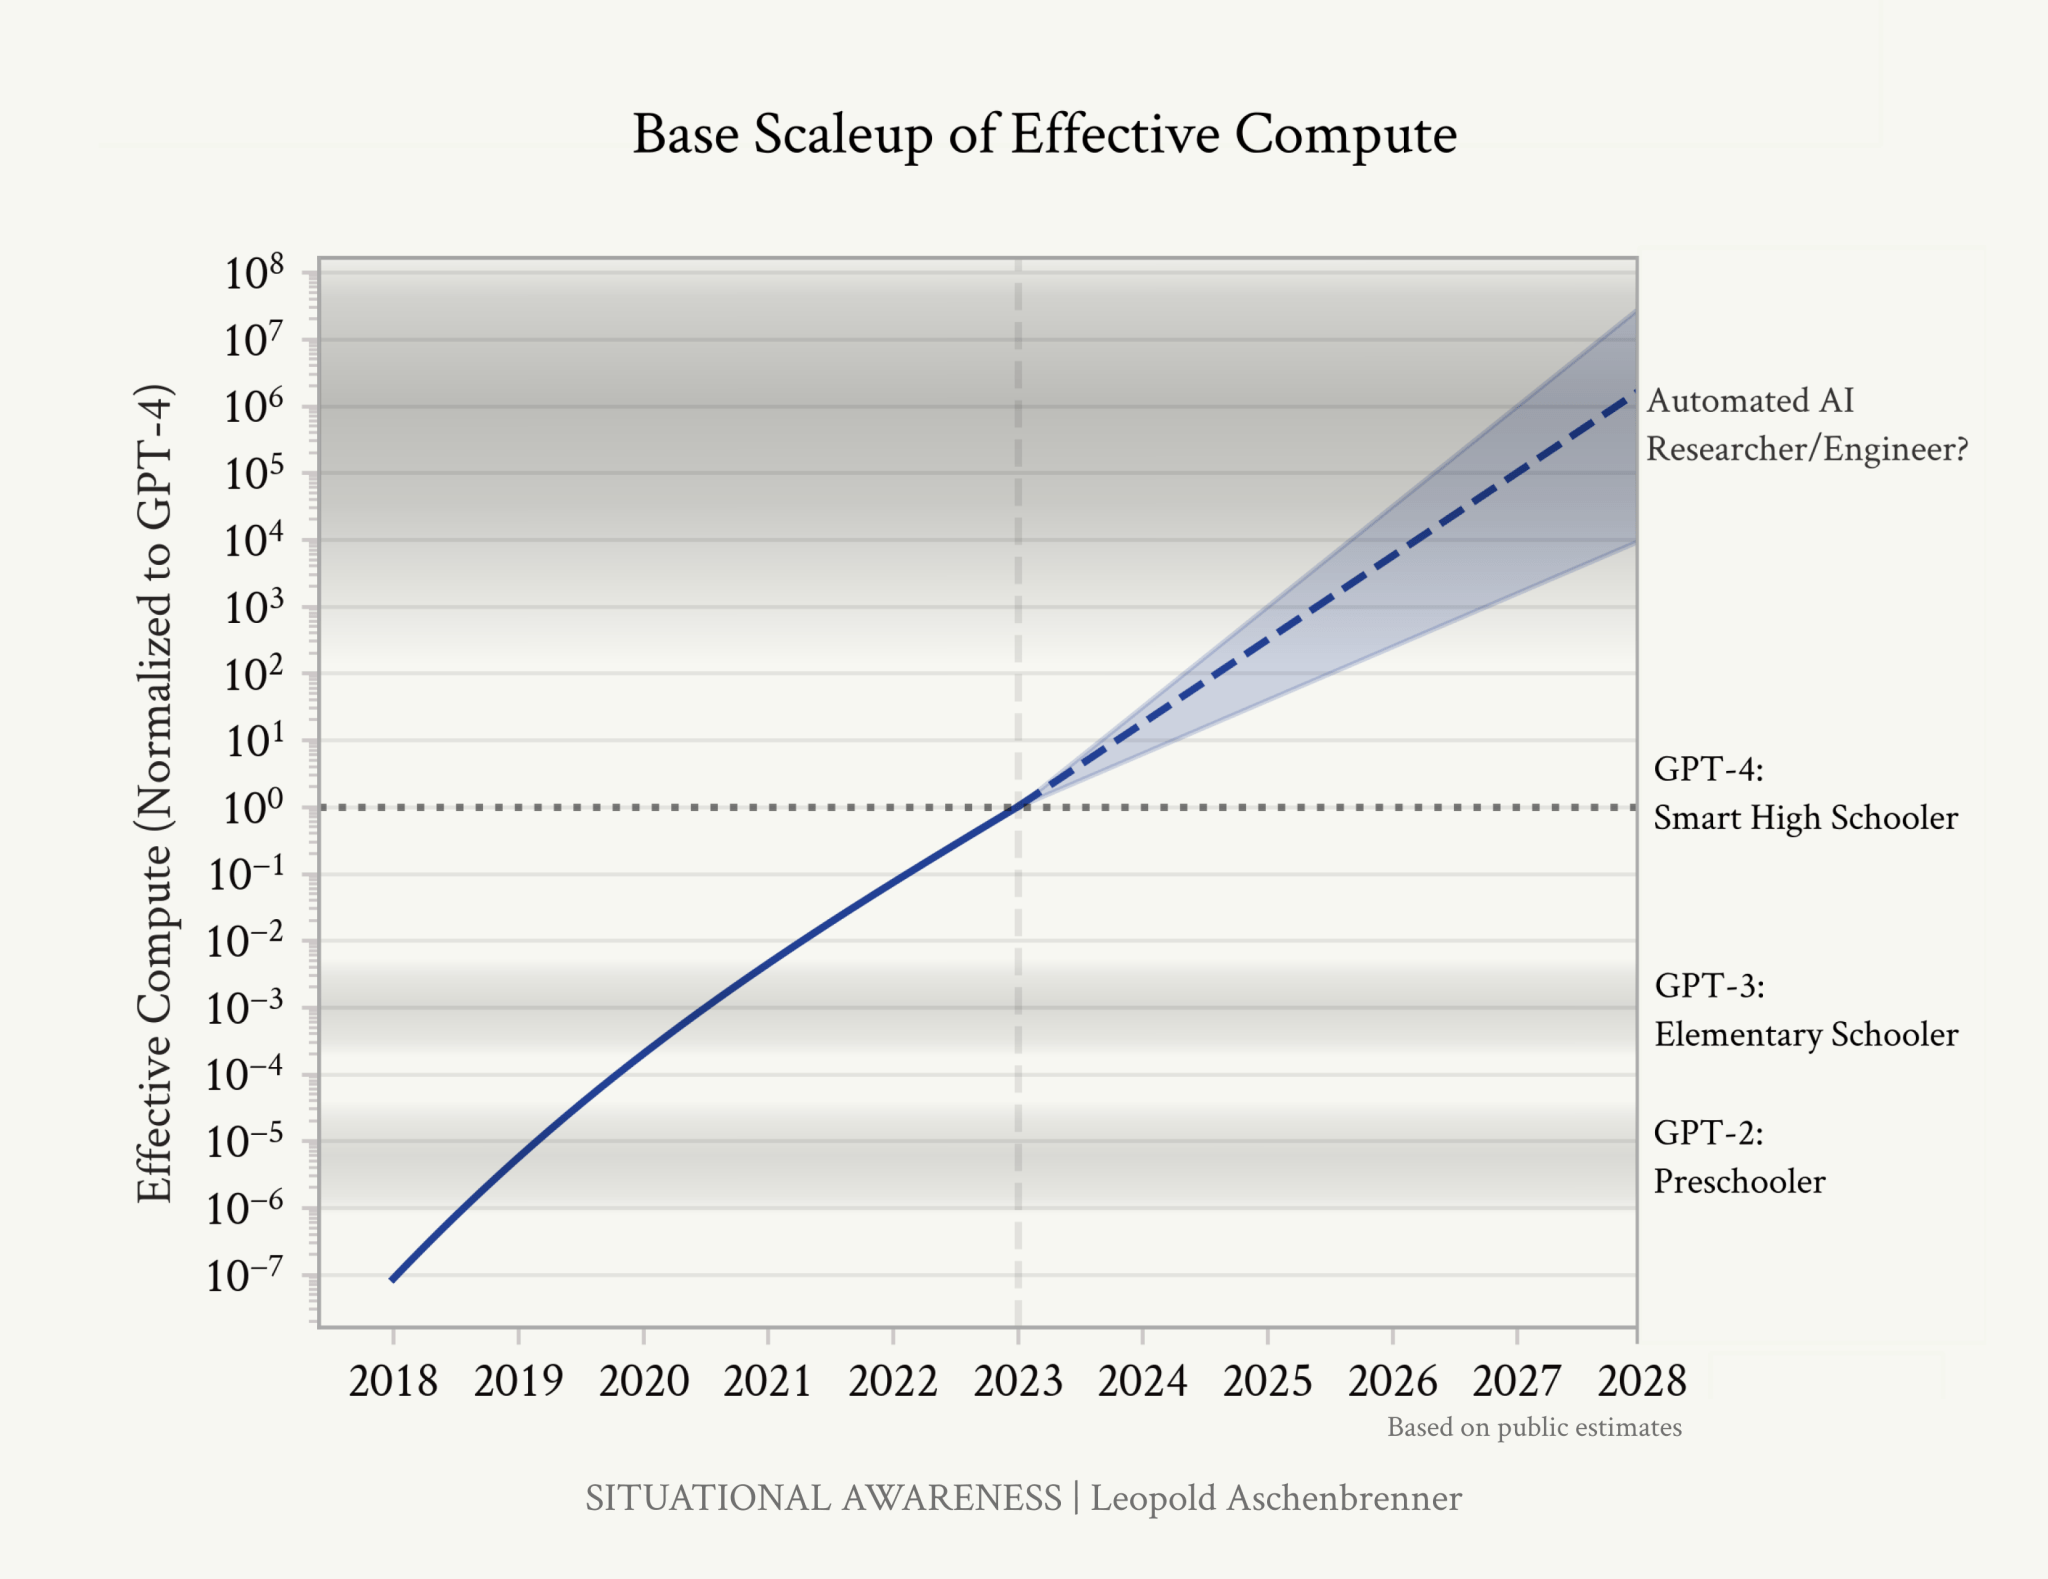 Base Scaleup of Effective Compute
Effective Compute (Normalized to GPT-4)
10⁸
10⁷
10⁶
10⁵
10⁴
10³
10²
10¹
10⁰
10⁻¹
10⁻²
10⁻³
10⁻⁴
10⁻⁵
10⁻⁶
10⁻⁷
Automated AI
Researcher/Engineer?
GPT-4:
Smart High Schooler
GPT-3:
Elementary Schooler
GPT-2:
Preschooler
2018 2019 2020 2021 2022 2023 2024 2025 2026 2027 2028
Based on public estimates
SITUATIONAL AWARENESS | Leopold Aschenbrenner